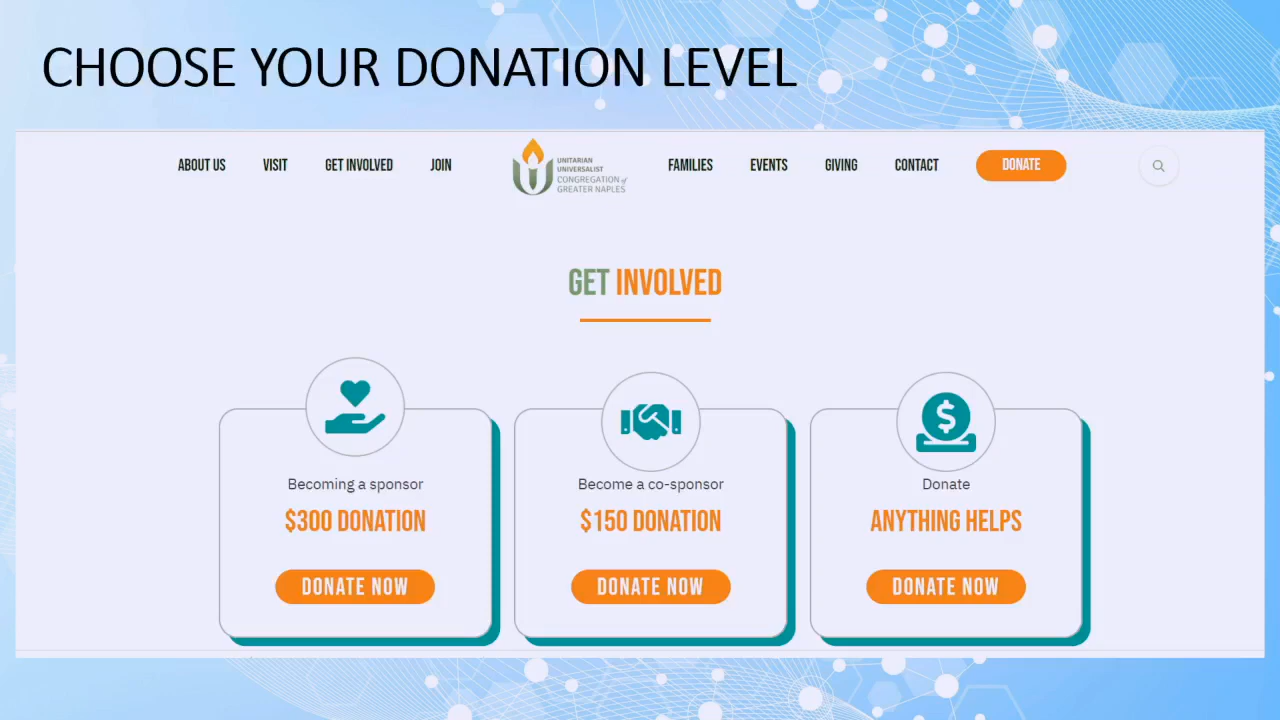 CHOOSE YOUR DONATION LEVEL
ABOUT US VISIT GET INVOLVED JOIN
UNITARIAN
UNIVERSALIST
CONGREGATION of
GREATER NAPLES
FAMILIES EVENTS GIVING CONTACT DONATE
GET INVOLVED
Becoming a sponsor
$300 DONATION
DONATE NOW
Become a co-sponsor
$150 DONATION
DONATE NOW
Donate
ANYTHING HELPS
DONATE NOW